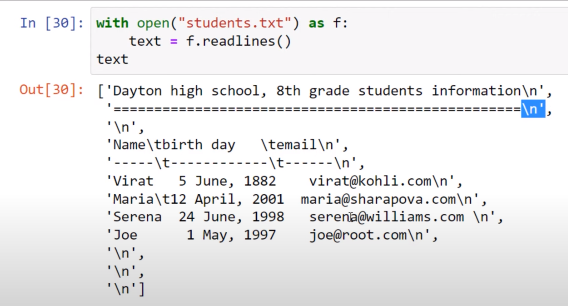 In [30]: with open("students.txt") as f:
    text = f.readlines()
text
Out[30]: ['Dayton high school, 8th grade students information\n',
'==================================================\n',
'\n',
'Name\tbirth day   \temail\n',
'-----\t------------\t------\n',
'Virat   5 June, 1882    virat@kohli.com\n',
'Maria\t12 April, 2001  maria@sharapova.com\n',
'Serena  24 June, 1998   serena@williams.com \n',
'Joe      1 May, 1997    joe@root.com\n',
'\n',
'\n',
'\n']